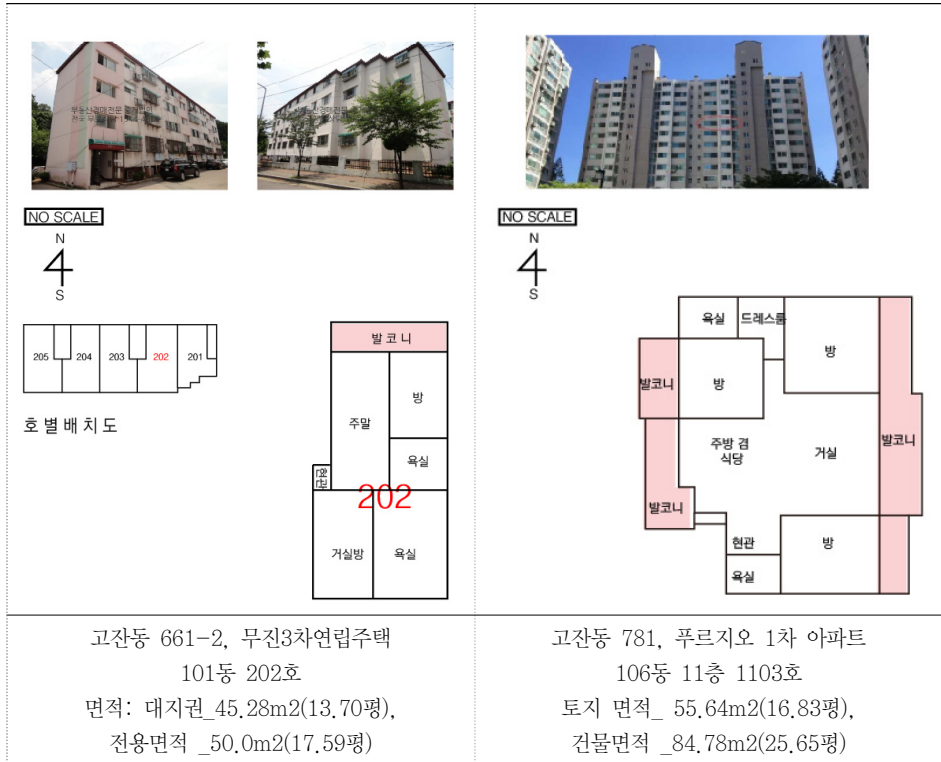 NO SCALE
N
S
205 204 203 202 201
호별배치도
발코니
방
주말
욕실
현관
202
거실방 욕실
고잔동 661-2, 무진3차연립주택
101동 202호
면적: 대지권_45.28m2(13.70평),
전용면적 _50.0m2(17.59평)
NO SCALE
N
S
욕실 드레스룸
방
발코니
방
주방 겸
식당
거실
발코니
발코니
현관
방
욕실
고잔동 781, 푸르지오 1차 아파트
106동 11층 1103호
토지 면적_ 55.64m2(16.83평),
건물면적 _84.78m2(25.65평)